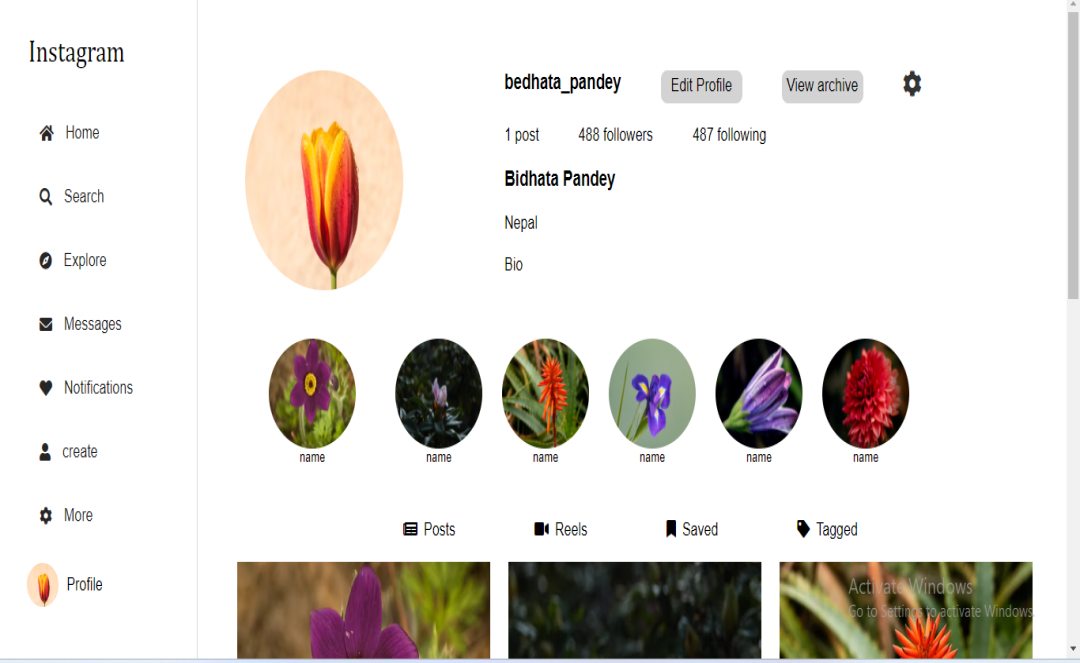 Instagram
Home
Search
Explore
Messages
Notifications
create
More
Profile
bedhata_pandey Edit Profile View archive
1 post 488 followers 487 following
Bidhata Pandey
Nepal
Bio
name name name name name name
Posts Reels Saved Tagged
Activate Windows
Go to Settings to activate Windows